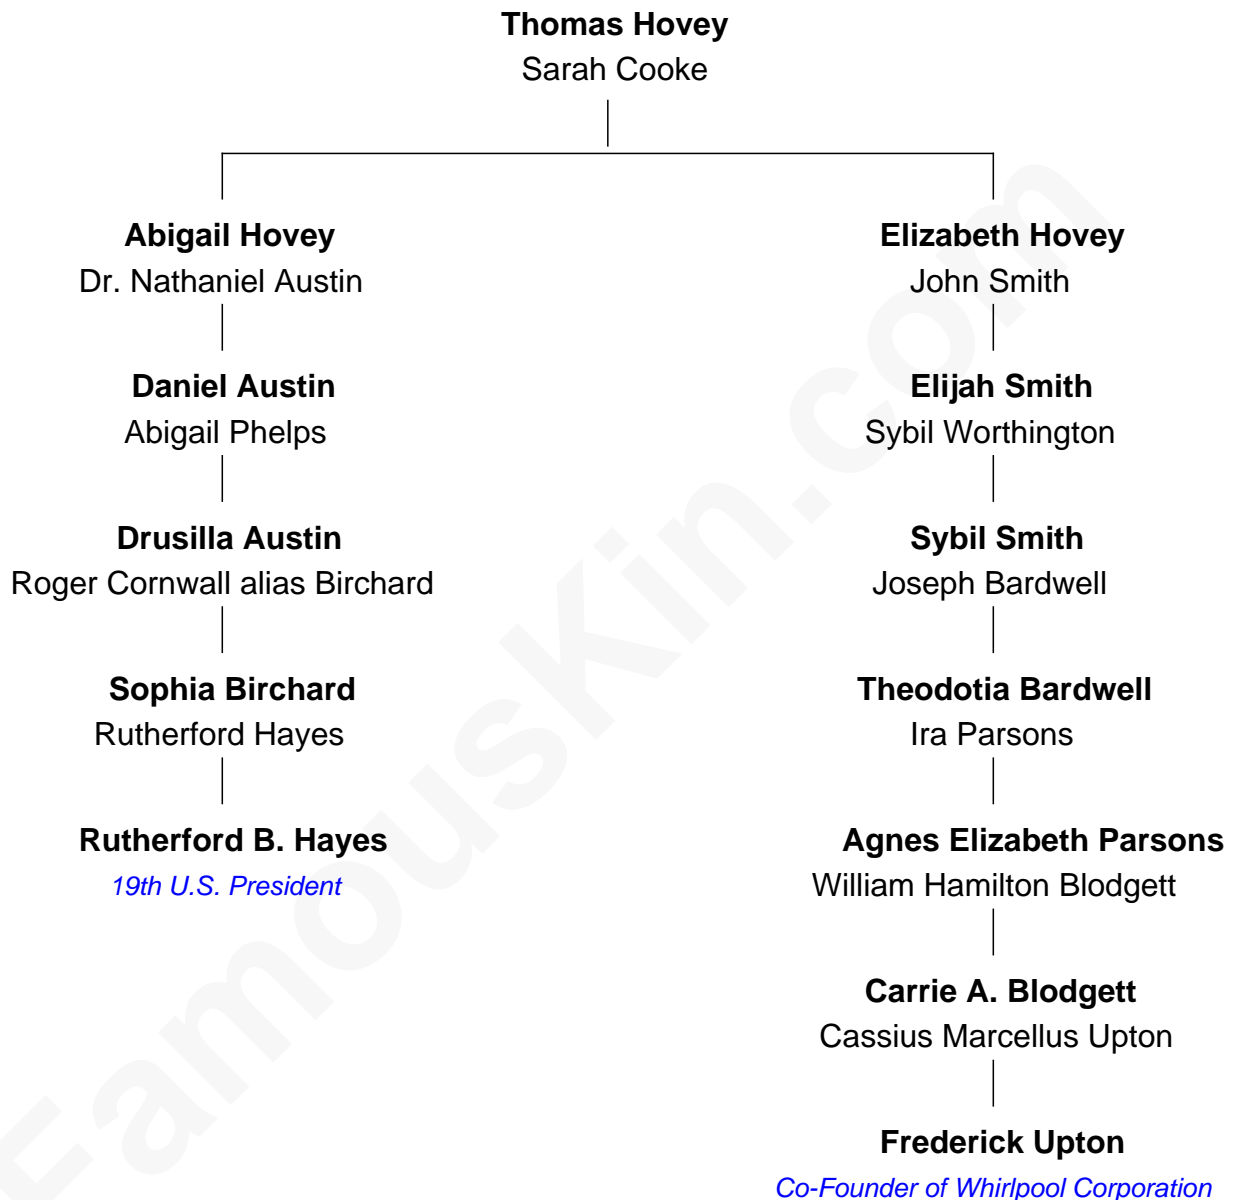 Thomas Hovey
Sarah Cooke
Abigail Hovey
Dr. Nathaniel Austin
Elizabeth Hovey
John Smith
Daniel Austin
Abigail Phelps
Elijah Smith
Sybil Worthington
Drusilla Austin
Roger Cornwall alias Birchard
Sybil Smith
Joseph Bardwell
Sophia Birchard
Rutherford Hayes
Theodotia Bardwell
Ira Parsons
Rutherford B. Hayes
19th U.S. President
Agnes Elizabeth Parsons
William Hamilton Blodgett
Carrie A. Blodgett
Cassius Marcellus Upton
Frederick Upton
Co-Founder of Whirlpool Corporation
FamousKin.com